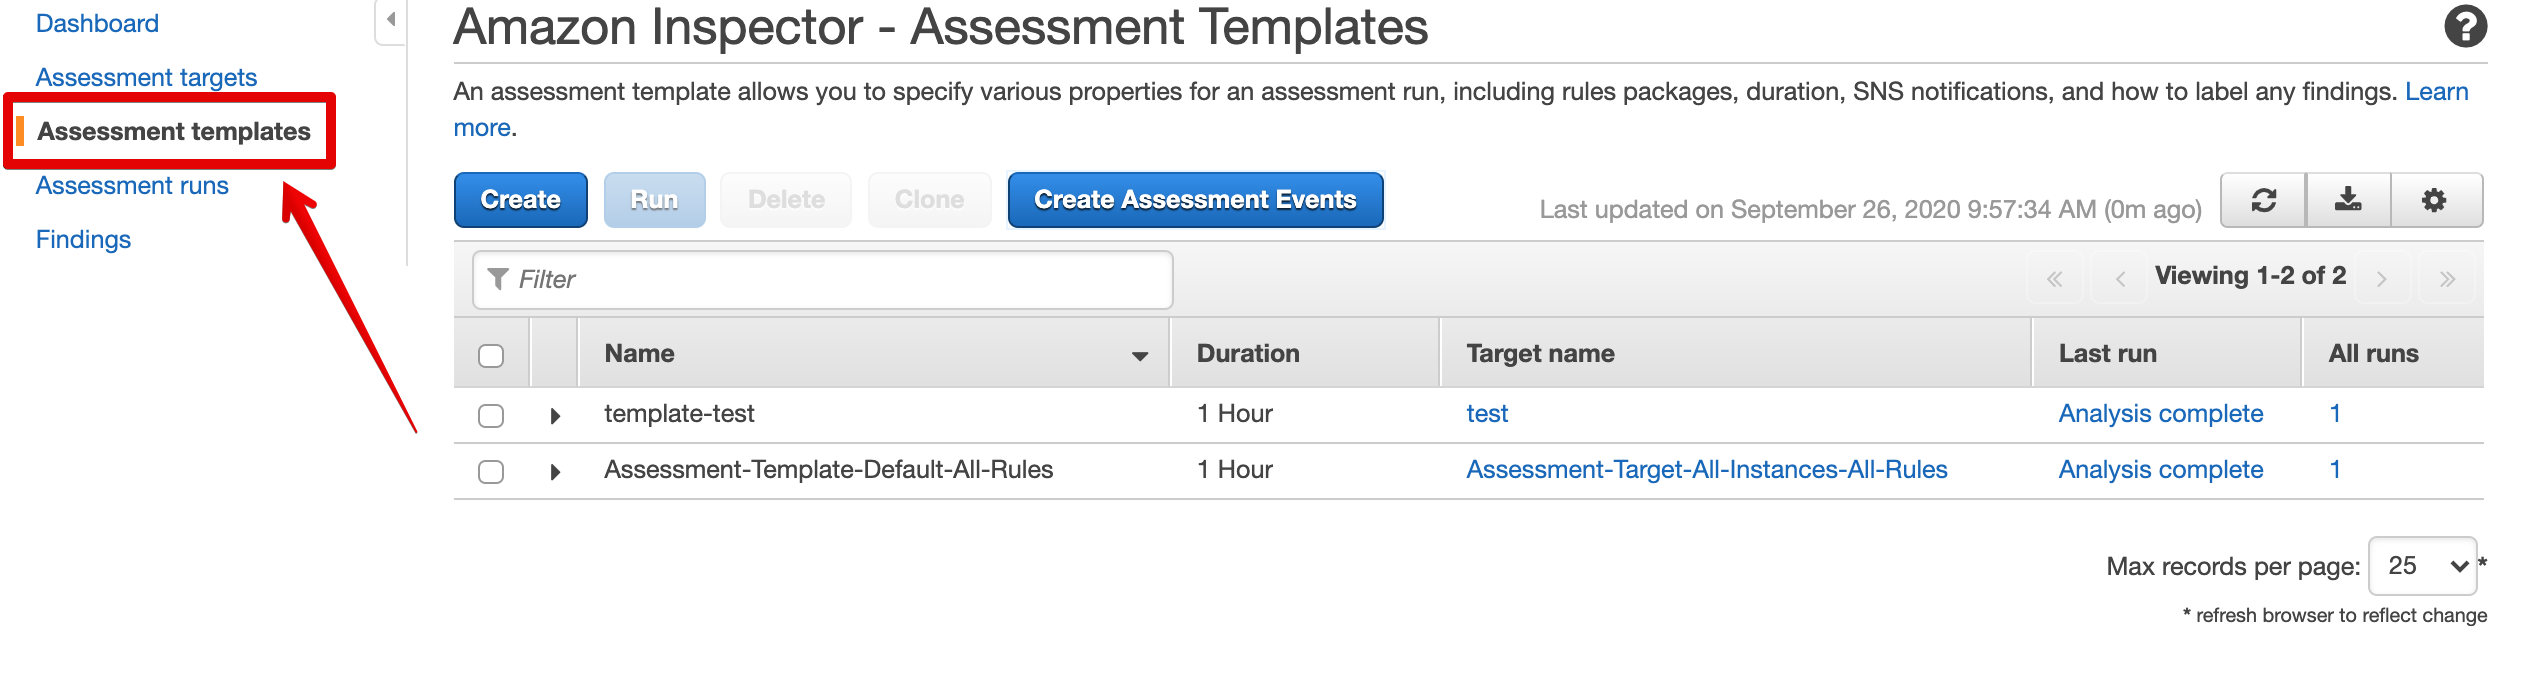 Dashboard
Assessment targets
Assessment templates
Assessment runs
Findings
Amazon Inspector - Assessment Templates
An assessment template allows you to specify various properties for an assessment run, including rules packages, duration, SNS notifications, and how to label any findings. Learn
more.
Create Run Delete Clone Create Assessment Events Last updated on September 26, 2020 9:57:34 AM (0m ago)
Filter Viewing 1-2 of 2
Name Duration Target name Last run All runs
template-test 1 Hour test Analysis complete 1
Assessment-Template-Default-All-Rules 1 Hour Assessment-Target-All-Instances-All-Rules Analysis complete 1
Max records per page: 25 *
* refresh browser to reflect change